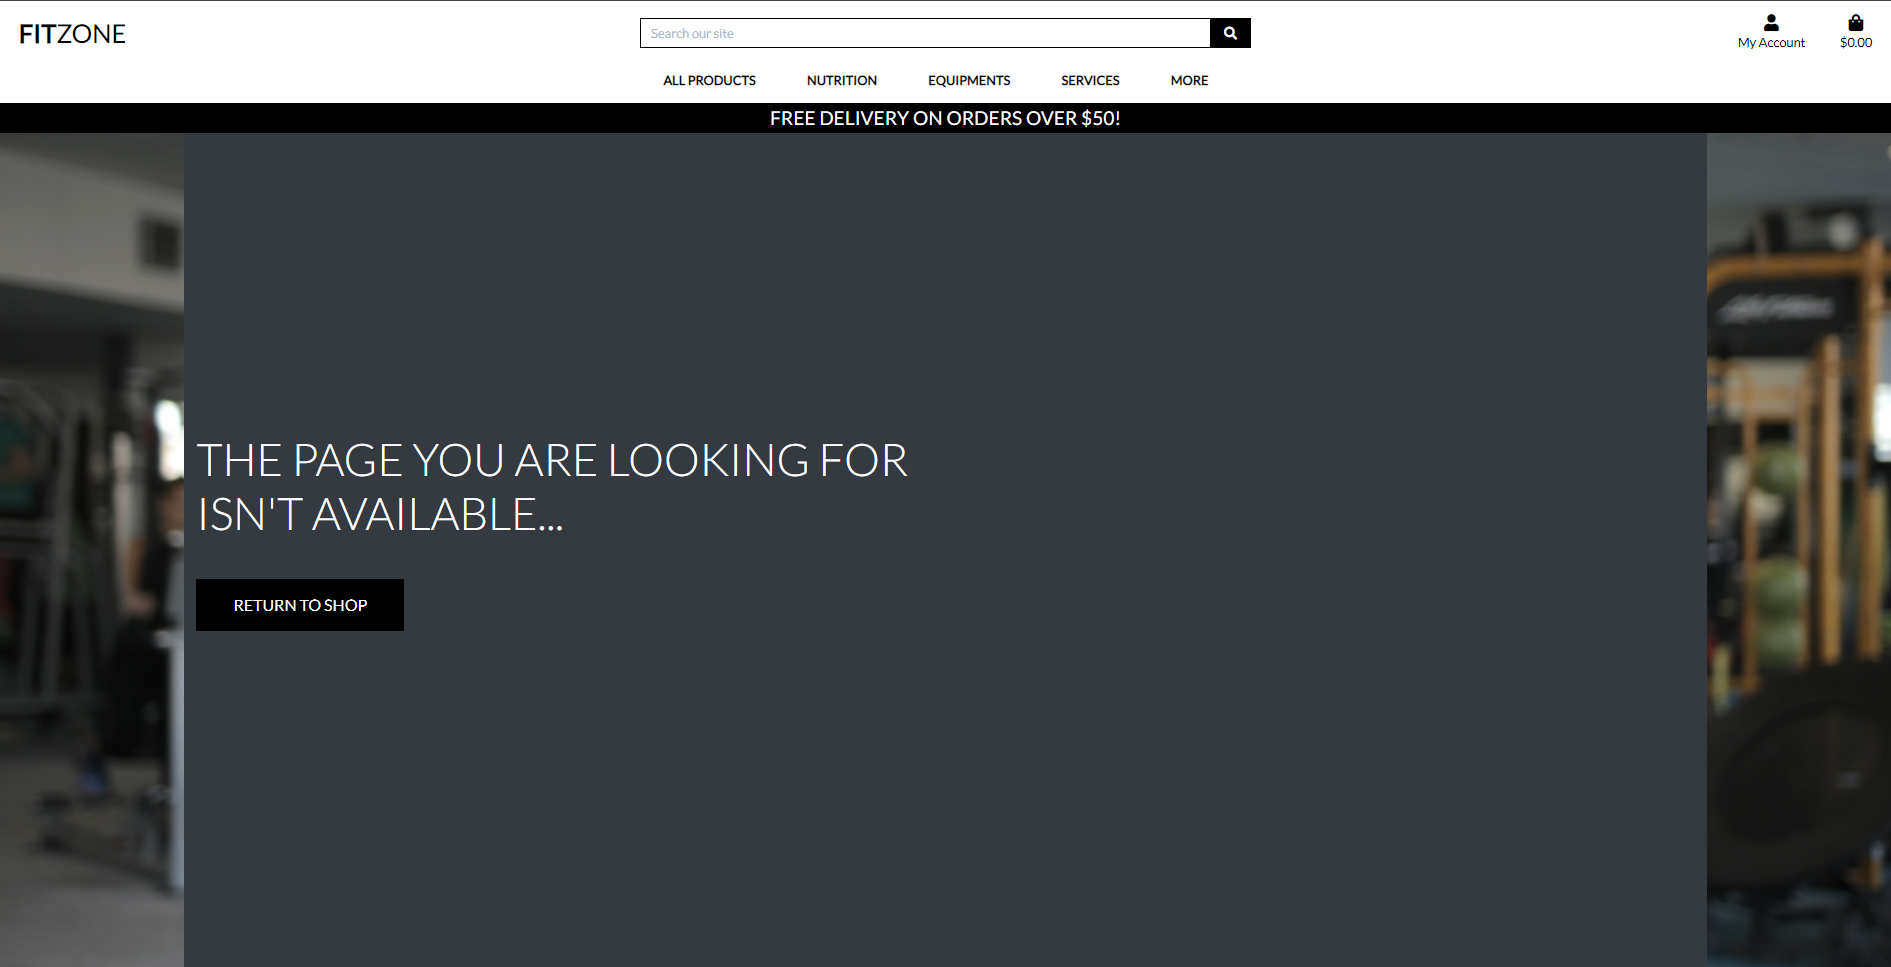 FITZONE
Search our site
My Account
$0.00
ALL PRODUCTS
NUTRITION
EQUIPMENTS
SERVICES
MORE
FREE DELIVERY ON ORDERS OVER $50!
THE PAGE YOU ARE LOOKING FOR
ISN'T AVAILABLE...
RETURN TO SHOP